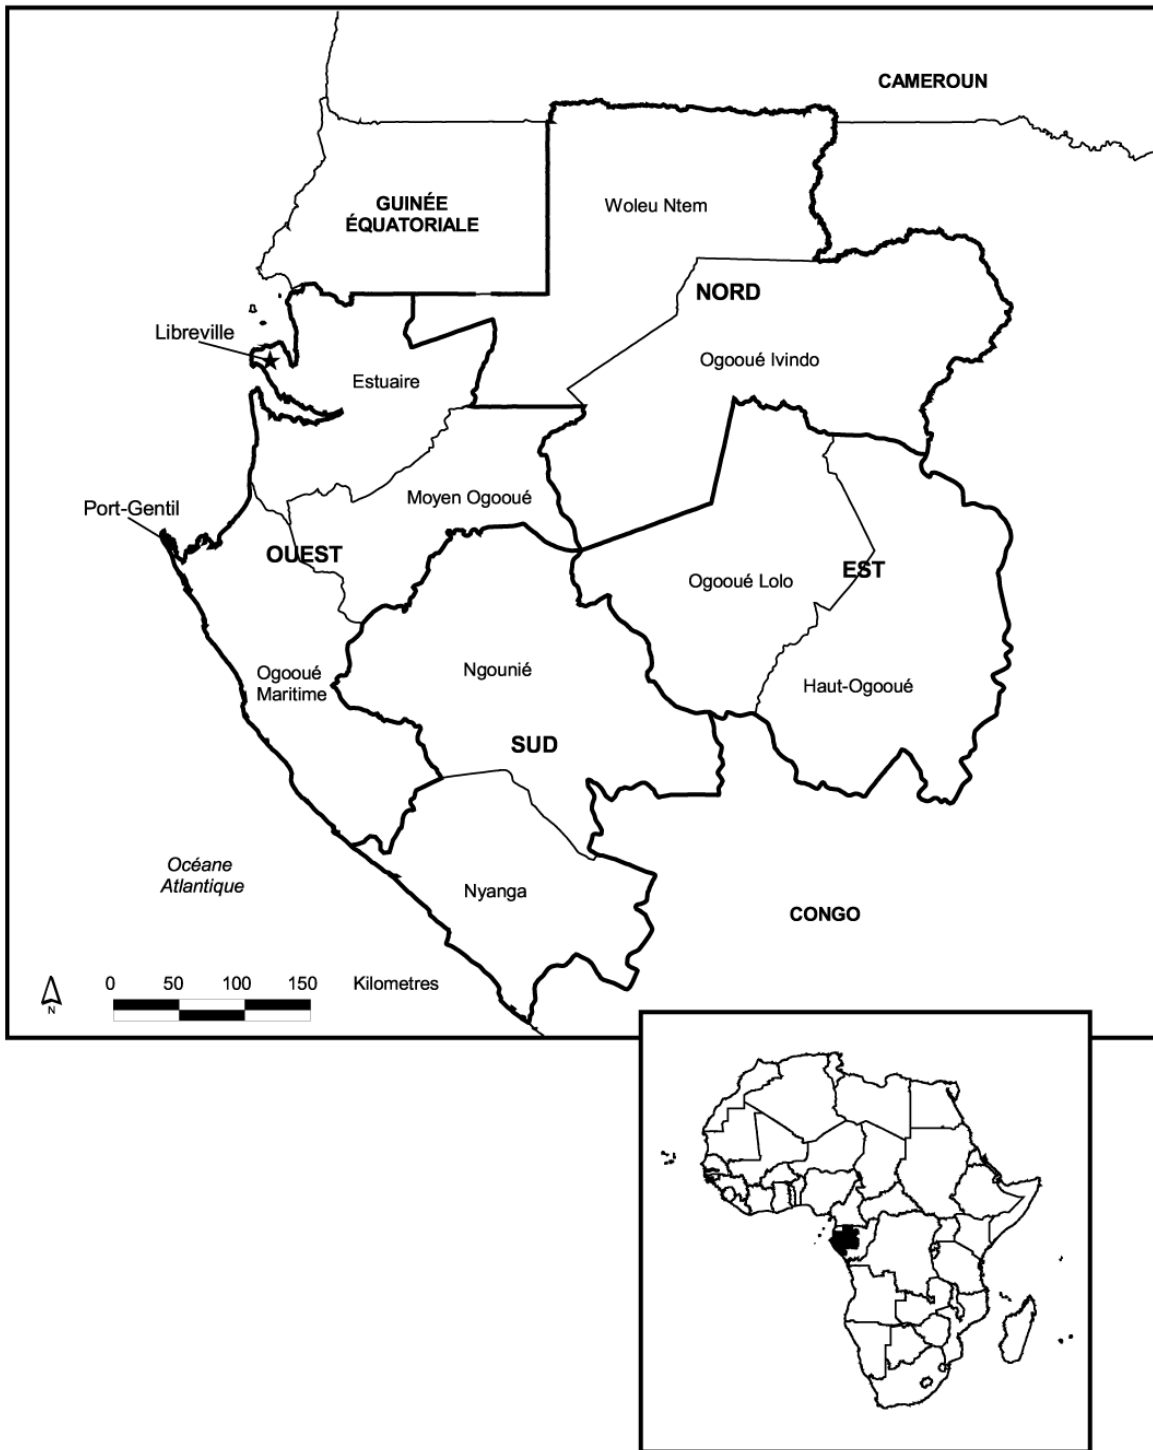 CAMEROUN
GUINÉE
ÉQUATORIALE
Woleu Ntem
NORD
Libreville
Ogooué Ivindo
Estuaire
Moyen Ogooué
Port-Gentil
OUEST
EST
Ogooué Lolo
Ngounié
Ogooué
Maritime
Haut-Ogooué
SUD
Océane
Atlantique
Nyanga
CONGO
0 50 100 150 Kilometres
N